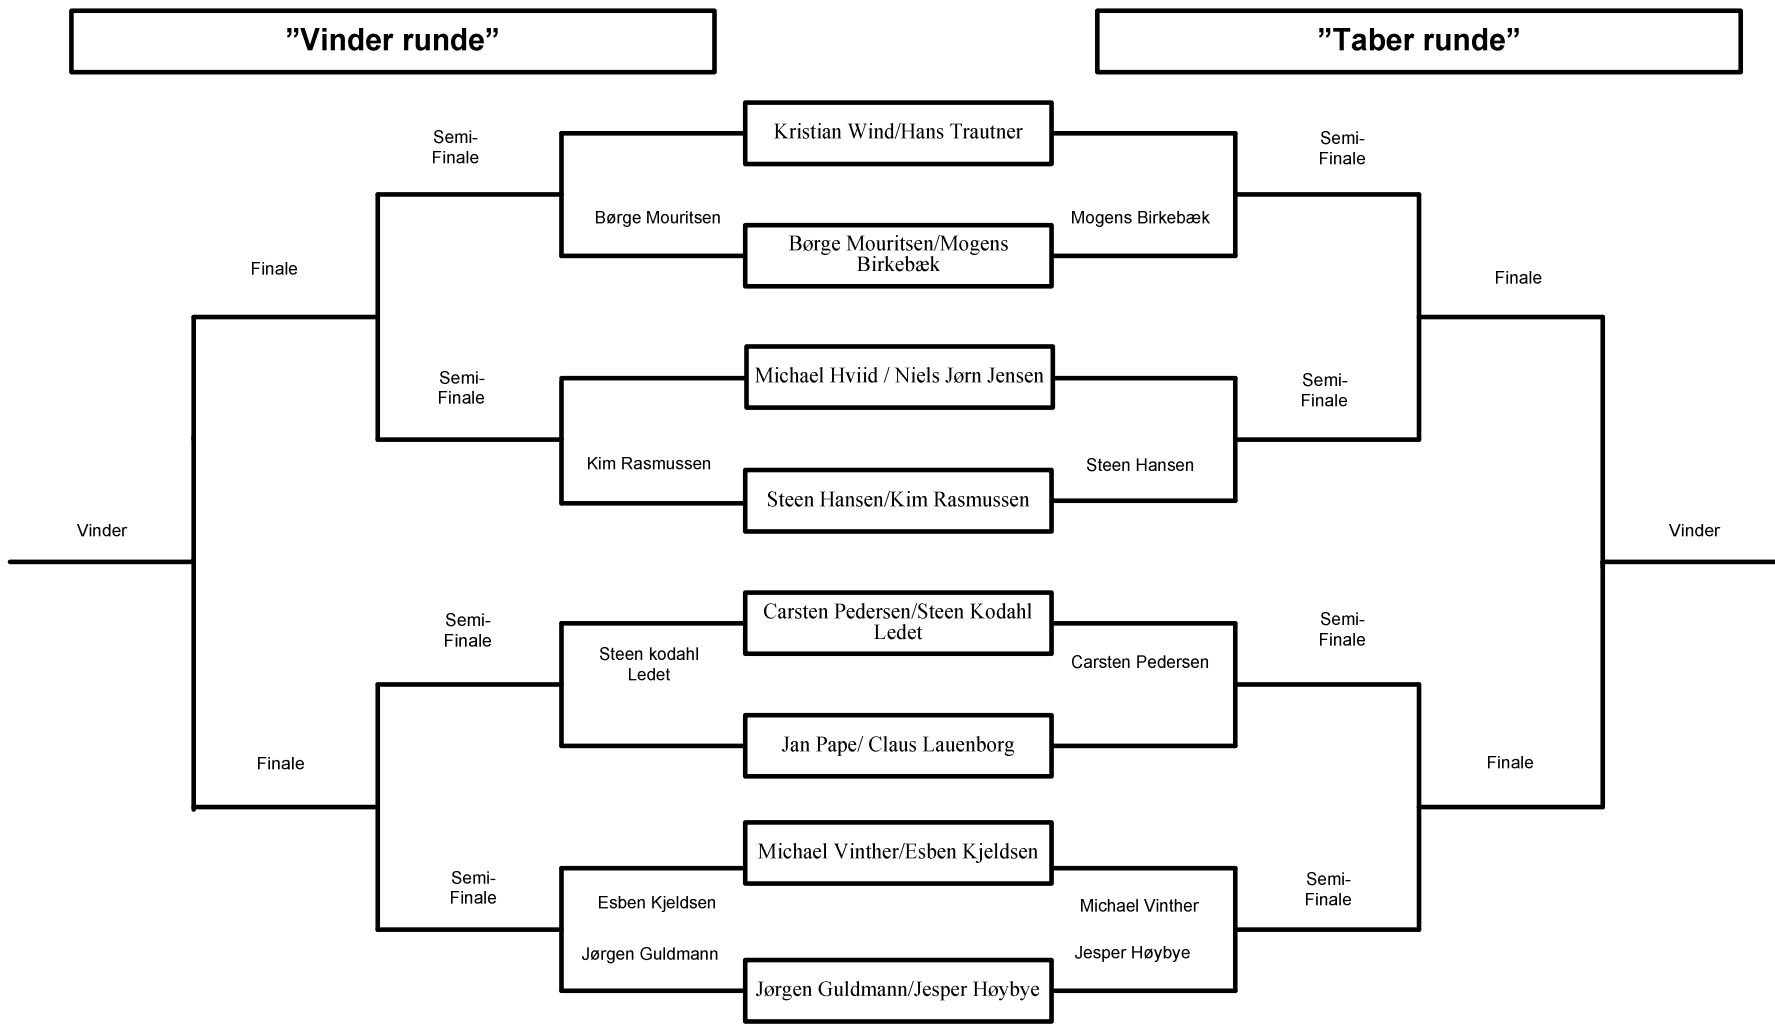 ”Vinder runde”
”Taber runde”
Kristian Wind/Hans Trautner
Semi-
Finale
Semi-
Finale
Børge Mouritsen
Mogens Birkebæk
Børge Mouritsen/Mogens
Birkebæk
Finale
Finale
Michael Hviid / Niels Jørn Jensen
Semi-
Finale
Semi-
Finale
Kim Rasmussen
Steen Hansen
Steen Hansen/Kim Rasmussen
Vinder
Vinder
Carsten Pedersen/Steen Kodahl
Ledet
Semi-
Finale
Semi-
Finale
Steen kodahl
Ledet
Carsten Pedersen
Jan Pape/ Claus Lauenborg
Finale
Finale
Michael Vinther/Esben Kjeldsen
Semi-
Finale
Semi-
Finale
Esben Kjeldsen
Michael Vinther
Jørgen Guldmann
Jesper Høybye
Jørgen Guldmann/Jesper Høybye